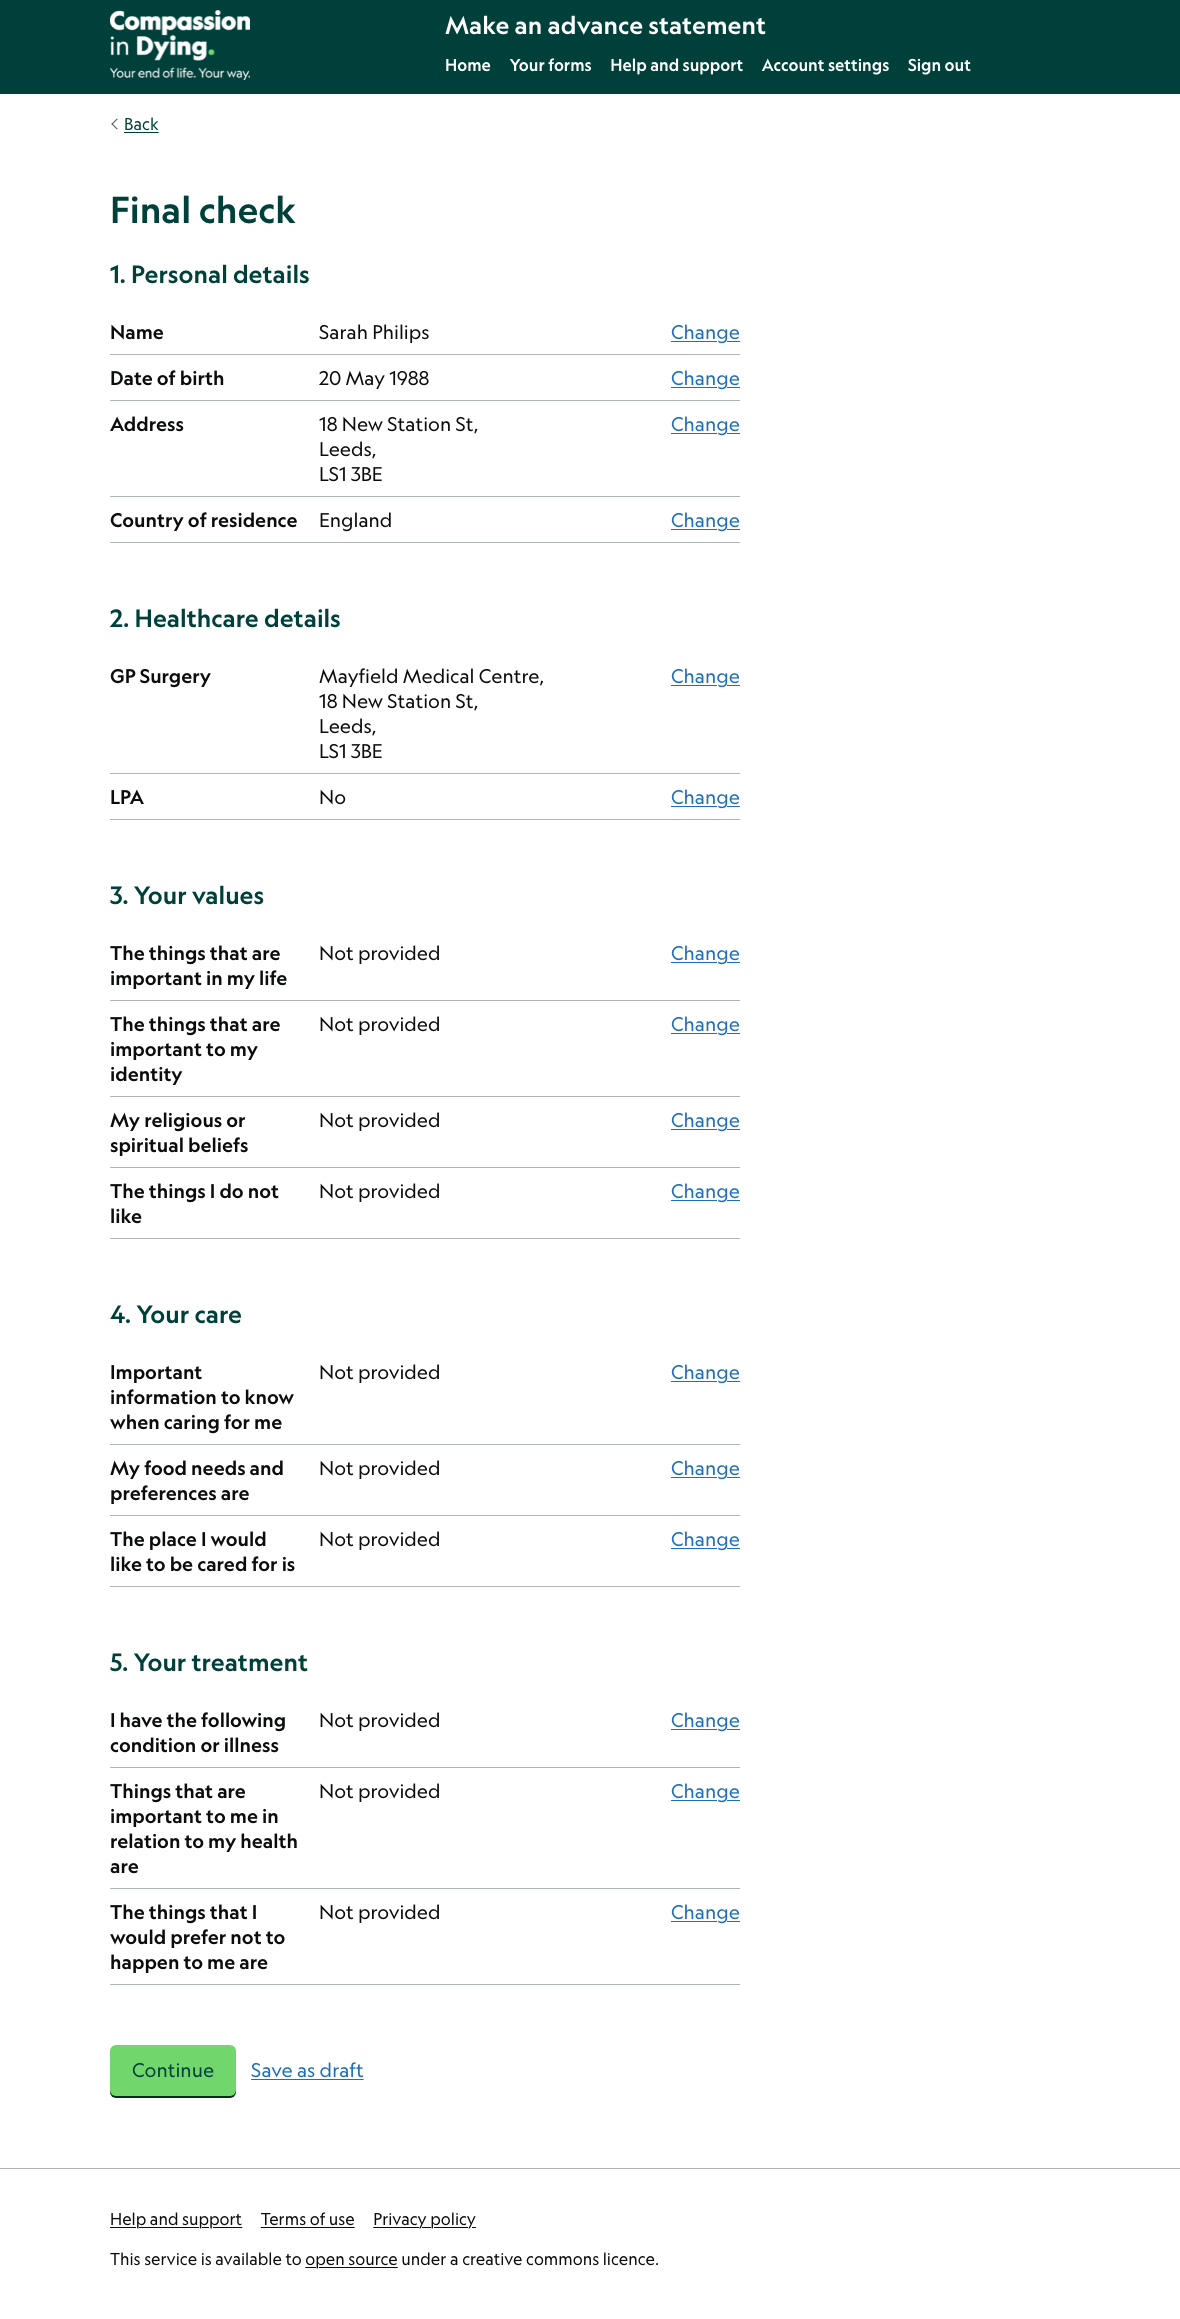 Compassion
in Dying.
Your end of life. Your way.
Make an advance statement
Home Your forms Help and support Account settings Sign out
Back
Final check
1. Personal details
Name Sarah Philips Change
Date of birth 20 May 1988 Change
Address 18 New Station St, Change
Leeds,
LS1 3BE
Country of residence England Change
2. Healthcare details
GP Surgery Mayfield Medical Centre, Change
18 New Station St,
Leeds,
LS1 3BE
LPA No Change
3. Your values
The things that are Not provided Change
important in my life
The things that are Not provided Change
important to my
identity
My religious or Not provided Change
spiritual beliefs
The things I do not Not provided Change
like
4. Your care
Important Not provided Change
information to know
when caring for me
My food needs and Not provided Change
preferences are
The place I would Not provided Change
like to be cared for is
5. Your treatment
I have the following Not provided Change
condition or illness
Things that are Not provided Change
important to me in
relation to my health
are
The things that I Not provided Change
would prefer not to
happen to me are
Continue Save as draft
Help and support Terms of use Privacy policy
This service is available to open source under a creative commons licence.